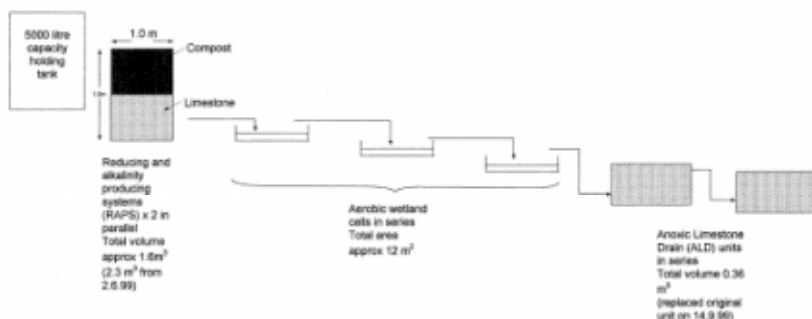 5000 litre
capacity
holding
tank
1.0m
Compost
Limestone
Reducing and
alkalinity
producing
systems
(RAPS) x 2 in
parallel
Total volume
approx 1.6m³
(2.3 m³ from
2.6.99)
Aerobic wetland
cells in series
Total area
approx 12 m²
Anoxic Limestone
Drain (ALD) units
in series
Total volume 0.36
m³
(replaced original
unit on 14.9.99)